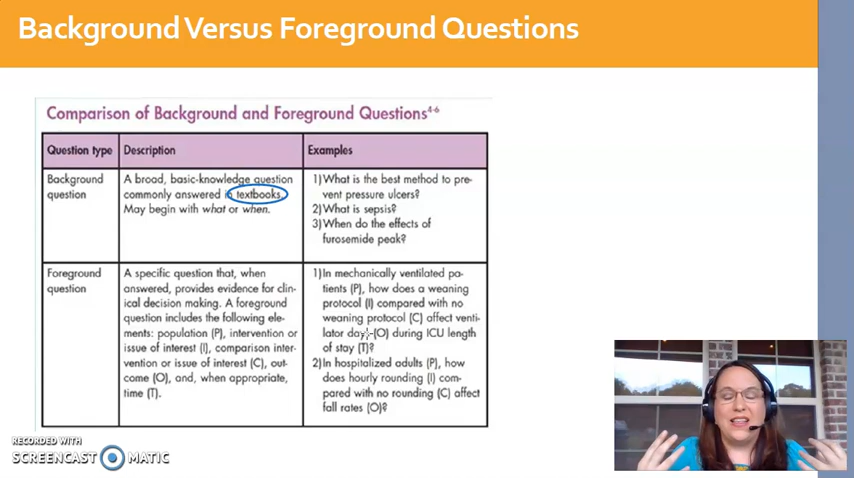 Background Versus Foreground Questions
Comparison of Background and Foreground Questions4-6
Question type
Description
Examples
Background
question
A broad, basic-knowledge question
commonly answered in textbooks.
May begin with what or when.
1)What is the best method to pre-
vent pressure ulcers?
2)What is sepsis?
3)When do the effects of
furosemide peak?
Foreground
question
A specific question that, when
answered, provides evidence for clin-
ical decision making. A foreground
question includes the following ele-
ments: population (P), intervention or
issue of interest (I), comparison inter-
vention or issue of interest (C), out-
come (O), and, when appropriate,
time (T).
1)In mechanically ventilated pa-
tients (P), how does a weaning
protocol (I) compared with no
weaning protocol (C) affect venti-
lator days (O) during ICU length
of stay (T)?
2)In hospitalized adults (P), how
does hourly rounding (I) com-
pared with no rounding (C) affect
fall rates (O)?
RECORDED WITH
SCREENCAST MATIC